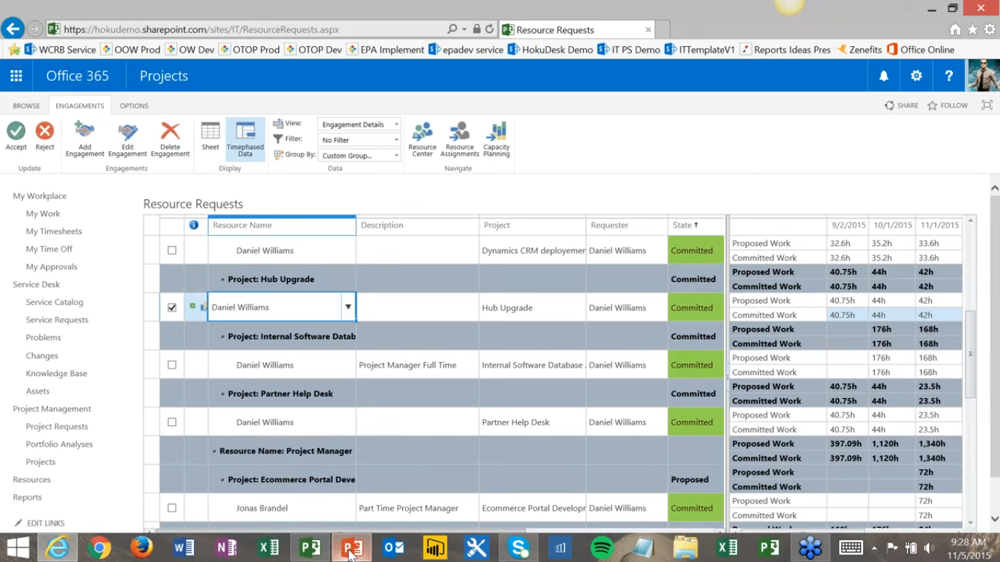 https://hokudemo.sharepoint.com/sites/IT/ResourceRequests.aspx
Resource Requests
WCRB Service OOW Prod OW Dev OTOP Prod OTOP Dev EPA Implement epadev service HokuDesk Demo IT PS Demo ITTemplateV1 Reports Ideas Pres Zenefits Office Online
Office 365 Projects
BROWSE ENGAGEMENTS OPTIONS SHARE FOLLOW
Accept Reject Add Engagement Edit Engagement Delete Engagement Sheet Timephased Data
View: Engagement Details
Filter: No Filter
Group By: Custom Group...
Resource Center Resource Assignments Capacity Planning
Update Engagements Display Data Navigate
My Workplace
My Work
My Timesheets
My Time Off
My Approvals
Service Desk
Service Catalog
Service Requests
Problems
Changes
Knowledge Base
Assets
Project Management
Project Requests
Portfolio Analyses
Projects
Resources
Reports
EDIT LINKS
Resource Requests
Resource Name Description Project Requester State 9/2/2015 10/1/2015 11/1/2015
Daniel Williams Dynamics CRM deployemer Daniel Williams Committed
Proposed Work 32.6h 35.2h 33.6h
Committed Work 32.6h 35.2h 33.6h
Project: Hub Upgrade Committed
Proposed Work 40.75h 44h 42h
Committed Work 40.75h 44h 42h
Daniel Williams Hub Upgrade Daniel Williams Committed
Proposed Work 40.75h 44h 42h
Committed Work 40.75h 44h 42h
Project: Internal Software Datab Committed
Proposed Work 176h 168h
Committed Work 176h 168h
Daniel Williams Project Manager Full Time Internal Software Database Daniel Williams Committed
Proposed Work 176h 168h
Committed Work 176h 168h
Project: Partner Help Desk Committed
Proposed Work 40.75h 44h 23.5h
Committed Work 40.75h 44h 23.5h
Daniel Williams Partner Help Desk Daniel Williams Committed
Proposed Work 40.75h 44h 23.5h
Committed Work 40.75h 44h 23.5h
Resource Name: Project Manager
Proposed Work 397.09h 1,120h 1,340h
Committed Work 397.09h 1,120h 1,340h
Project: Ecommerce Portal Deve Proposed
Proposed Work 72h
Committed Work 72h
Jonas Brandel Part Time Project Manager Ecommerce Portal Developr Daniel Williams Committed
Proposed Work 72h
Committed Work 72h
9:28 AM
11/5/2015